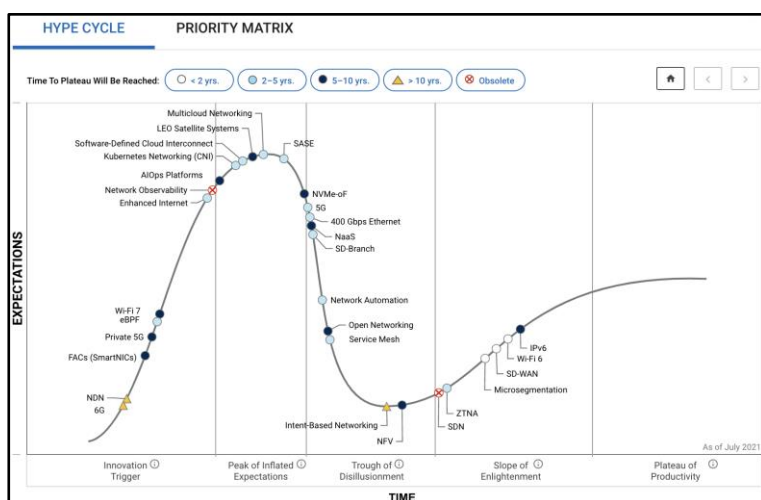 HYPE CYCLE
PRIORITY MATRIX
Time To Plateau Will Be Reached:
< 2 yrs.
2–5 yrs.
5–10 yrs.
> 10 yrs.
Obsolete
Multicloud Networking
LEO Satellite Systems
Software-Defined Cloud Interconnect
SASE
Kubernetes Networking (CNI)
AIOps Platforms
Network Observability
Enhanced Internet
NVMe-oF
5G
400 Gbps Ethernet
NaaS
SD-Branch
Network Automation
Wi-Fi 7
eBPF
Private 5G
FACs (SmartNICs)
NDN
6G
Open Networking
Service Mesh
IPv6
Wi-Fi 6
SD-WAN
Microsegmentation
Intent-Based Networking
NFV
ZTNA
SDN
EXPECTATIONS
As of July 2021
Innovation
Trigger
Peak of Inflated
Expectations
Trough of
Disillusionment
Slope of
Enlightenment
Plateau of
Productivity
TIME